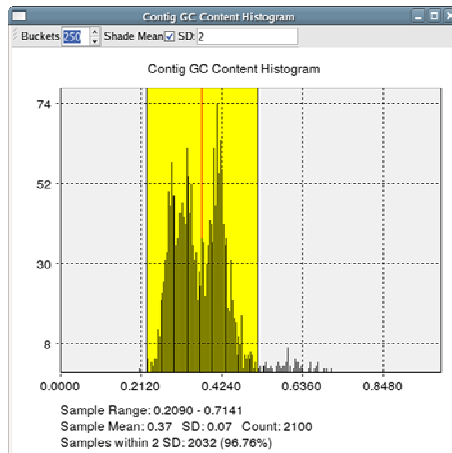 Contig GC Content Histogram
Buckets 250 Shade Mean SD: 2
Contig GC Content Histogram
74
52
30
8
0.0000 0.2120 0.4240 0.6360 0.8480
Sample Range: 0.2090 - 0.7141
Sample Mean: 0.37 SD: 0.07 Count: 2100
Samples within 2 SD: 2032 (96.76%)